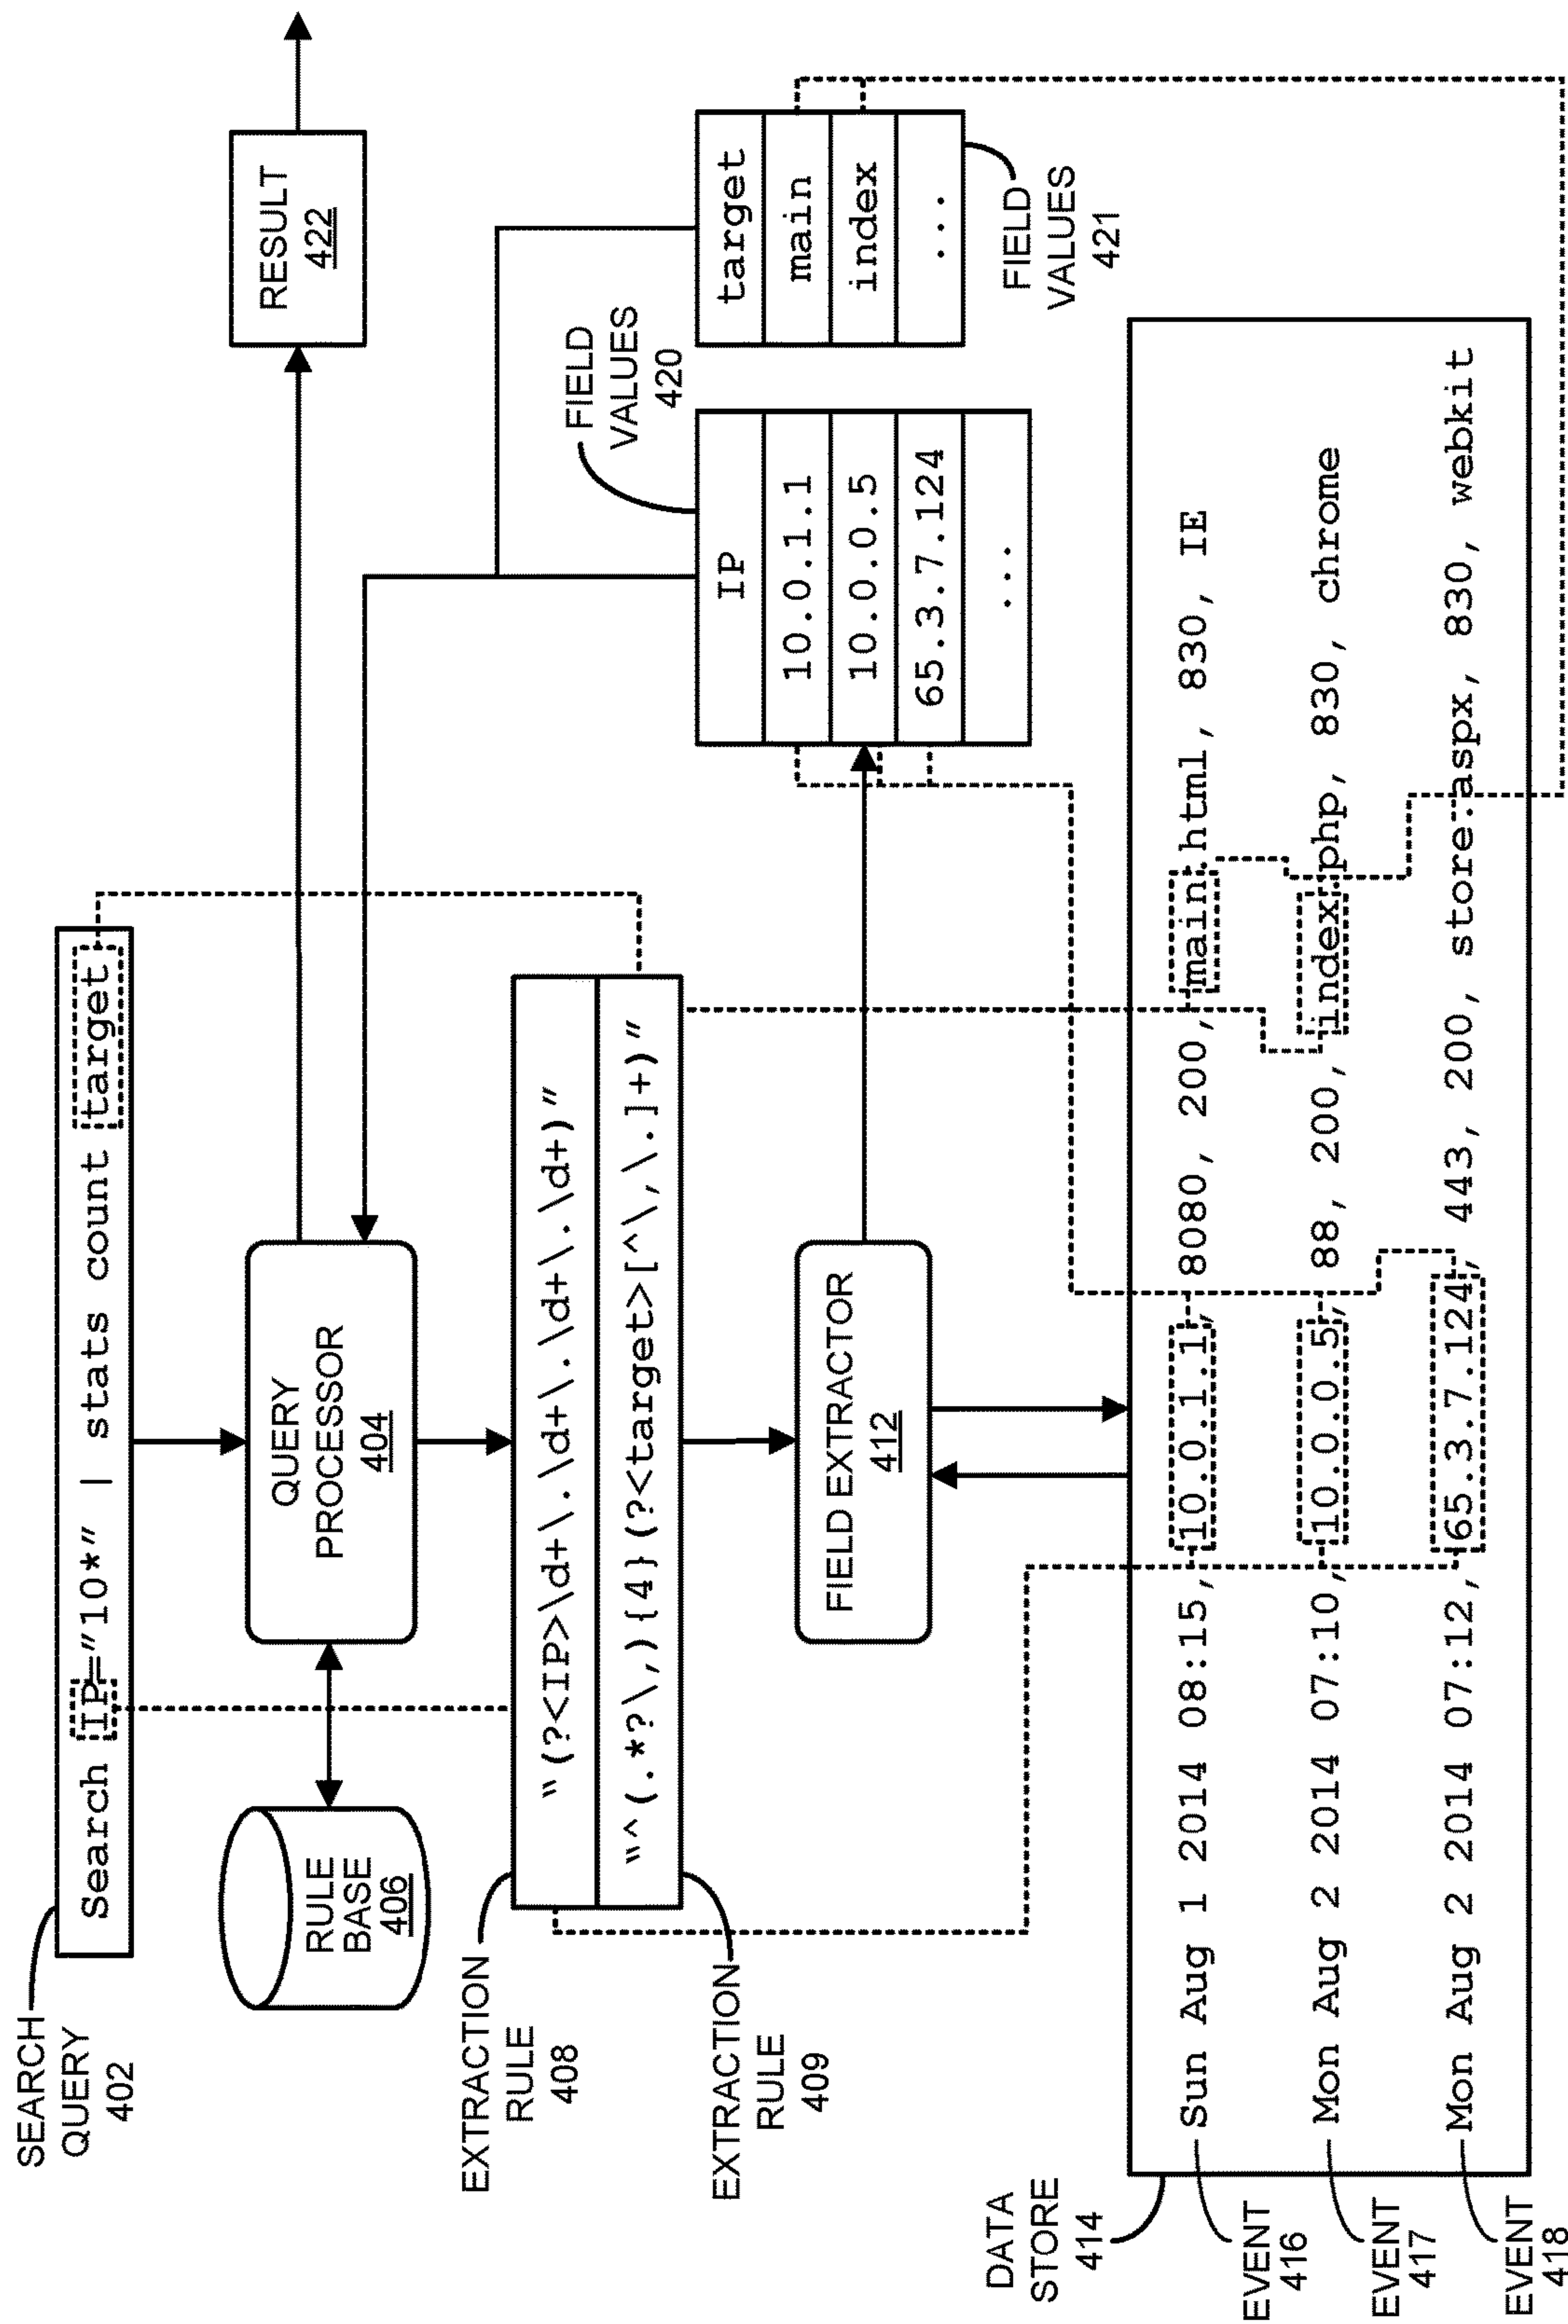 SEARCH
QUERY
402
Search IP="10*" | stats count target
RULE
BASE
406
QUERY
PROCESSOR
404
RESULT
422
EXTRACTION
RULE
408
"(?<IP>\d+\.\d+\.\d+\.\d+)"
EXTRACTION
RULE
409
"^(.*?\,){4}(?<target>[^\,\.]+)"
FIELD
VALUES
420
IP
10.0.1.1
10.0.0.5
65.3.7.124
...
target
main
index
...
FIELD
VALUES
421
FIELD EXTRACTOR
412
DATA
STORE
414
EVENT
416
Sun Aug 1 2014 08:15, 10.0.1.1, 8080, 200, main.html, 830, IE
EVENT
417
Mon Aug 2 2014 07:10, 10.0.0.5, 88, 200, index.php, 830, chrome
EVENT
418
Mon Aug 2 2014 07:12, 65.3.7.124, 443, 200, store.aspx, 830, webkit